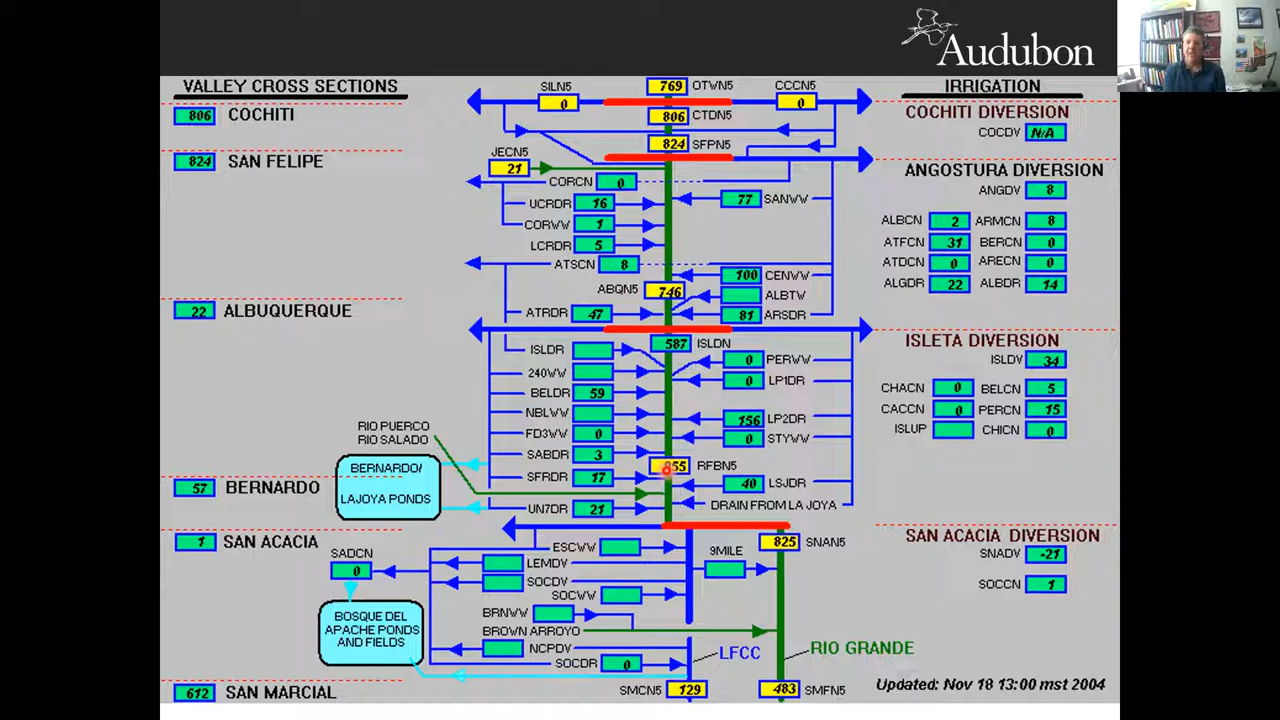 Audubon
VALLEY CROSS SECTIONS
806 COCHITI
824 SAN FELIPE
22 ALBUQUERQUE
57 BERNARDO
1 SAN ACACIA
612 SAN MARCIAL
SILN5
0
769 OTWN5
CCCN5
0
806 CTDN5
824 SFPN5
JECN5
21
CORCN 0
UCRDR 16
77 SANWW
CORWW 1
LCRDR 5
ATSCN 8
100 CENWW
ABQN5 746
ALBTW
ATRDR 47
81 ARSDR
587 ISLDN
ISLDR
0 PERWW
240WW
0 LP1DR
BELDR 59
NBLWW
156 LP2DR
FD3WW 0
0 STYWW
RIO PUERCO
RIO SALADO
SABDR 3
RFBN5
BERNARDO/
LAJOYA PONDS
SFRDR 17
40 LSJDR
UN7DR 21
DRAIN FROM LA JOYA
825 SNAN5
ESCWW
9MILE
SADCN
0
LEMDV
SOCDV
SOCWW
BRNWW
BOSQUE DEL
APACHE PONDS
AND FIELDS
BROWN ARROYO
NCPDV
SOCDR 0
LFCC
RIO GRANDE
SMCN5 129
483 SMFN5
IRRIGATION
COCHITI DIVERSION
COCDV N/A
ANGOSTURA DIVERSION
ANGDV 8
ALBCN 2 ARMCN 8
ATFCN 31 BERCN 0
ATDCN 0 ARECN 0
ALGDR 22 ALBDR 14
ISLETA DIVERSION
ISLDV 34
CHACN 0 BELCN 5
CACCN 0 PERCN 15
ISLUP CHICN 0
SAN ACACIA DIVERSION
SNADV -21
SOCCN 1
Updated: Nov 18 13:00 mst 2004